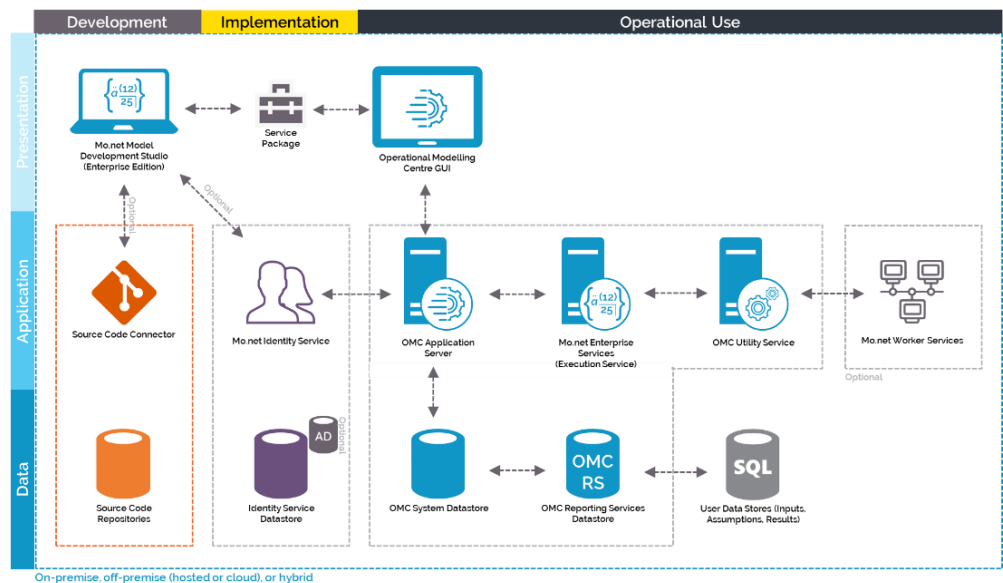 Development
Implementation
Operational Use
Presentation
ä(12)
25
Mo.net Model
Development Studio
(Enterprise Edition)
Service
Package
Operational Modelling
Centre GUI
Optional
Optional
Application
Source Code Connector
Mo.net Identity Service
OMC Application
Server
ä(12)
25
Mo.net Enterprise
Services
(Execution Service)
OMC Utility Service
Mo.net Worker Services
Optional
Data
Source Code
Repositories
AD
Optional
Identity Service
Datastore
OMC System Datastore
OMC
RS
OMC Reporting Services
Datastore
SQL
User Data Stores (Inputs,
Assumptions, Results)
On-premise, off-premise (hosted or cloud), or hybrid